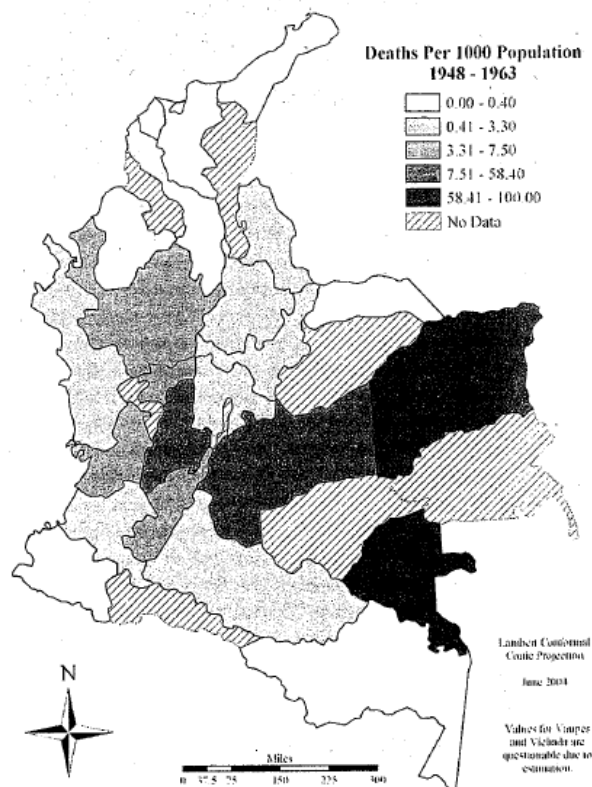 Deaths Per 1000 Population
1948 - 1963
0.00 - 0.40
0.41 - 3.30
3.31 - 7.50
7.51 - 58.40
58.41 - 100.00
No Data
Lambert Conformal
Conic Projection
June 2004
N
Values for Vaupes
and Vichada are
questionable due to
estimation.
Miles
0 37.5 75 150 225 300